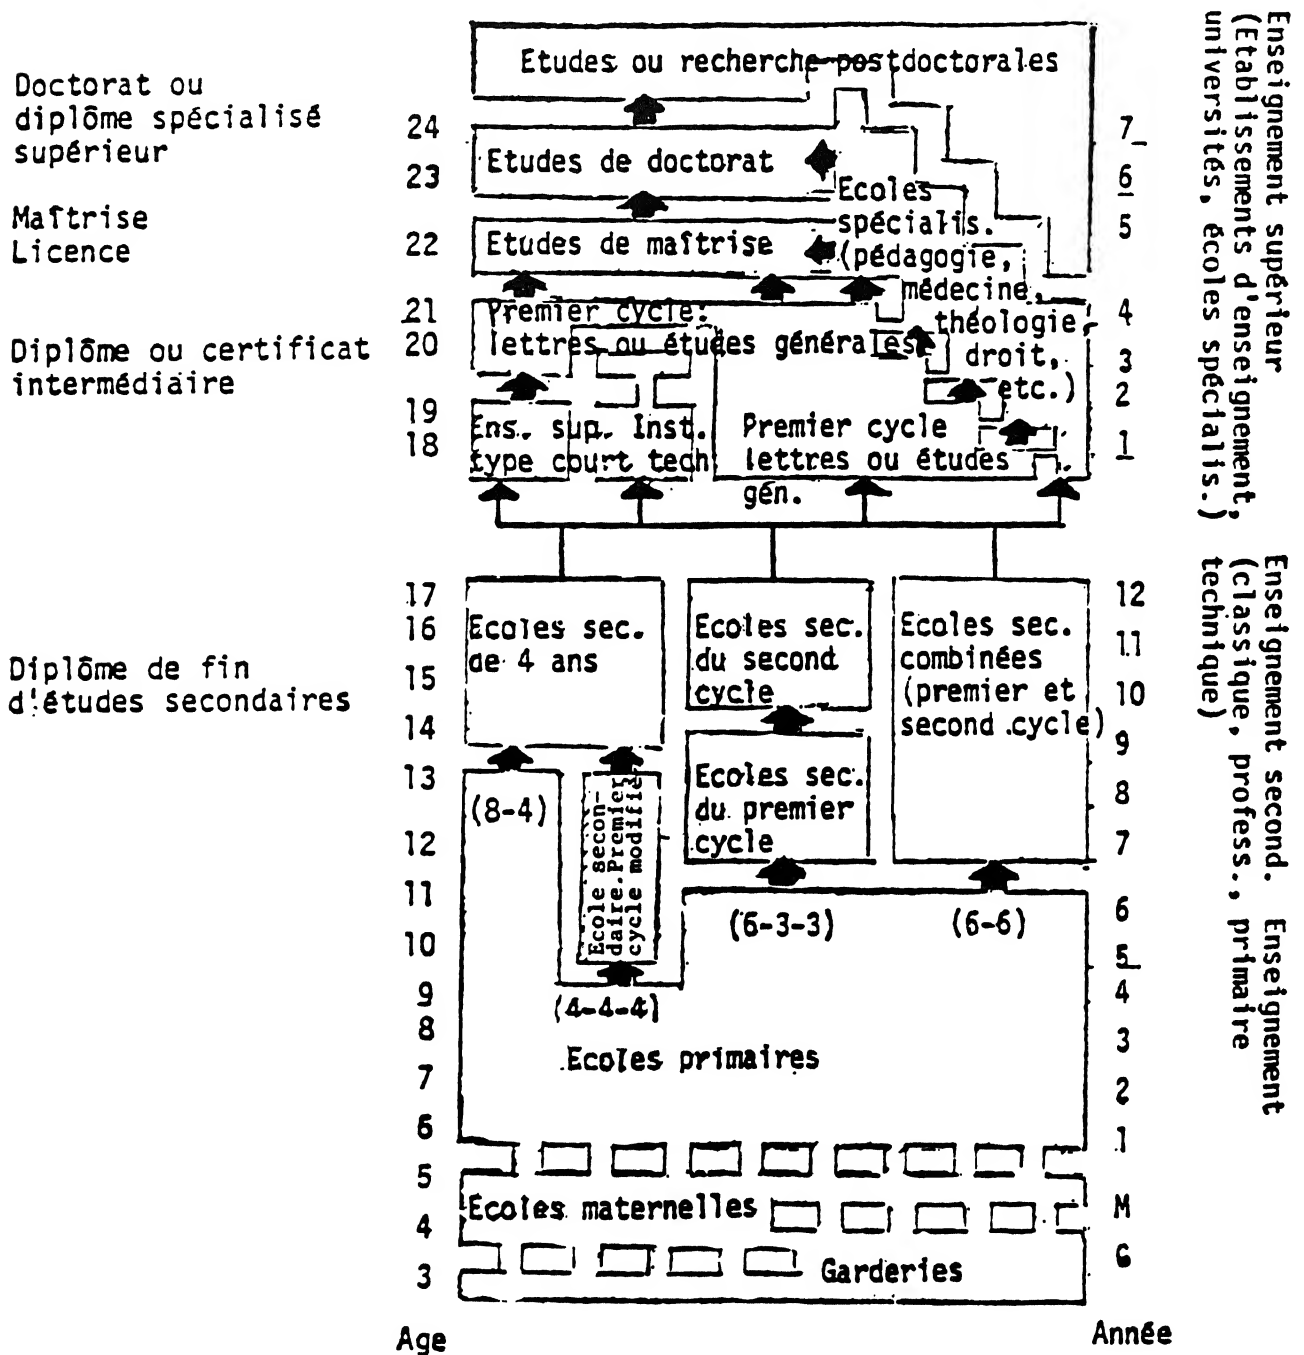 Etudes ou recherche postdoctorales
Doctorat ou
diplôme spécialisé
supérieur
24
23
Etudes de doctorat
7
6
Maîtrise
Licence
22
Etudes de maîtrise
5
Ecoles
spécialis.
(pédagogie,
médecine,
théologie,
droit,
etc.)
21
20
Premier cycle:
lettres ou études générales
4
3
2
1
Diplôme ou certificat
intermédiaire
19
18
Ens. sup.
type court
Inst.
tech
Premier cycle
lettres ou études
gén.
Enseignement supérieur
(Etablissements d'enseignement,
universités, écoles spécialis.)
17
16
15
14
Ecoles sec.
de 4 ans
Ecoles sec.
du second
cycle
Ecoles sec.
combinées
(premier et
second cycle)
12
11
10
9
8
7
Diplôme de fin
d'études secondaires
13
12
11
10
9
8
7
6
5
4
3
(8-4)
Ecole secon-
daire.Premier
cycle modifié
Ecoles sec.
du premier
cycle
(6-3-3)
(6-6)
(4-4-4)
Ecoles primaires
6
5
4
3
2
1
M
G
Enseignement second.
(classique, profess.,
technique)
Enseignement
primaire
Ecoles maternelles
Garderies
Age
Année